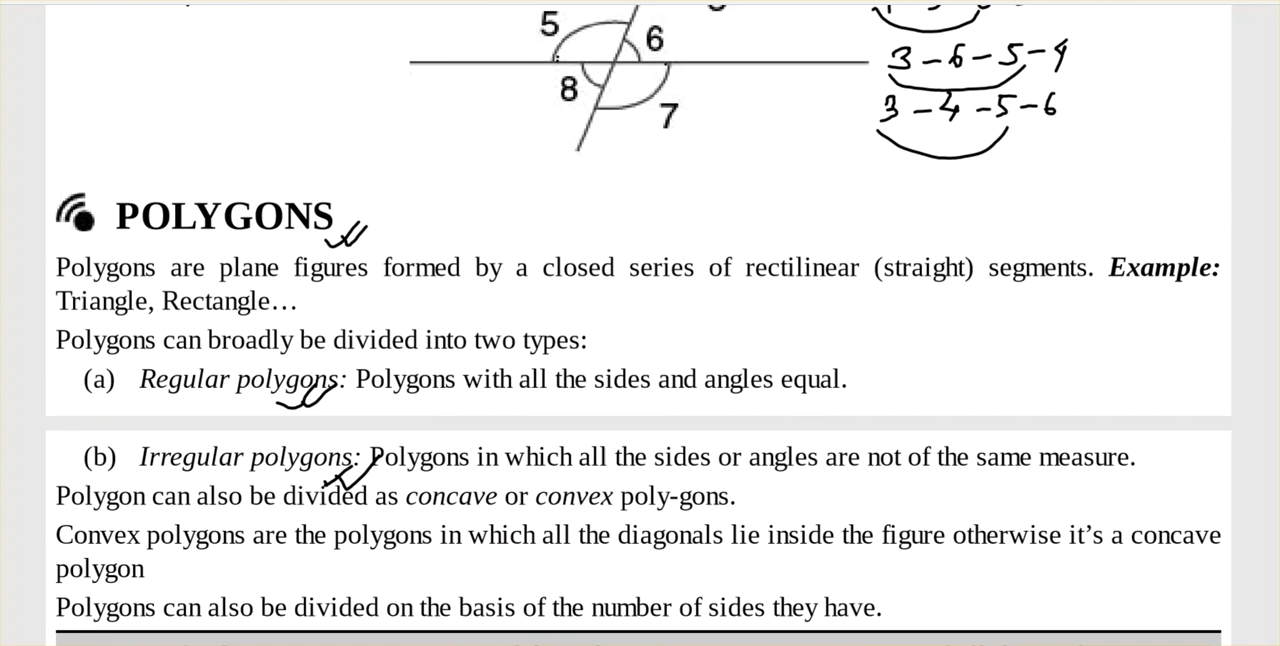 5
6
3 – 6 – 5 – 4
8
7
3 – 4 – 5 – 6
POLYGONS
Polygons are plane figures formed by a closed series of rectilinear (straight) segments. Example:
Triangle, Rectangle…
Polygons can broadly be divided into two types:
(a) Regular polygons: Polygons with all the sides and angles equal.
(b) Irregular polygons: Polygons in which all the sides or angles are not of the same measure.
Polygon can also be divided as concave or convex poly-gons.
Convex polygons are the polygons in which all the diagonals lie inside the figure otherwise it’s a concave
polygon
Polygons can also be divided on the basis of the number of sides they have.